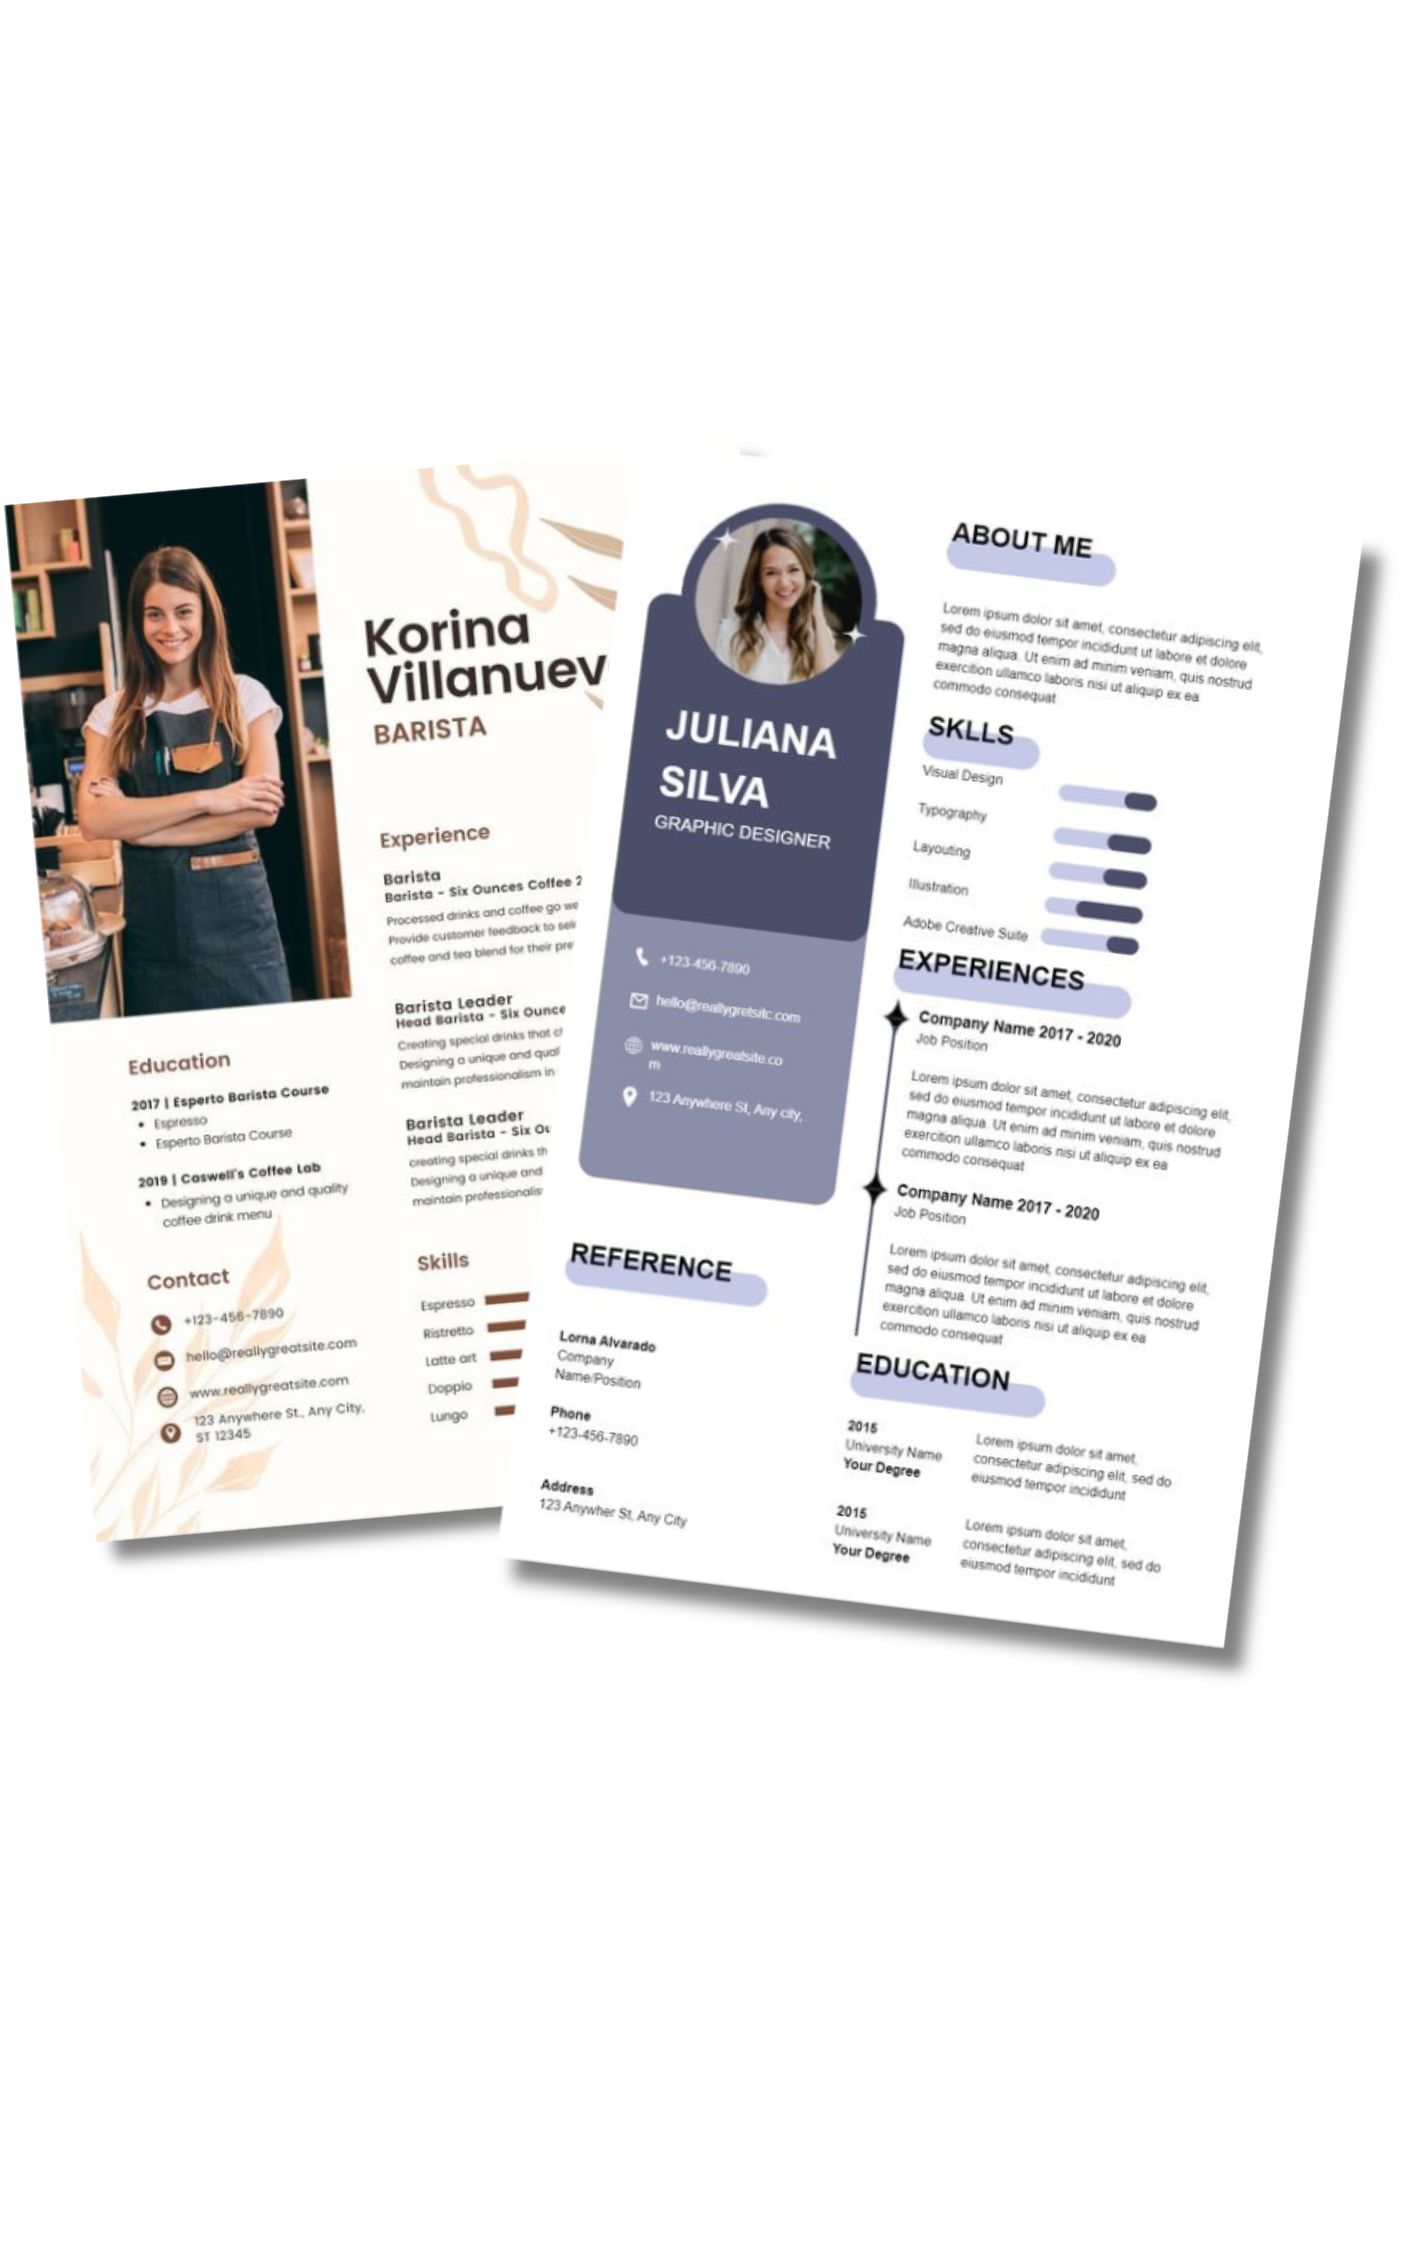 Korina
Villanuev
BARISTA
Experience
Barista
Barista - Six Ounces Coffee 2
Processed drinks and coffee go we
Provide customer feedback to sele
coffee and tea blend for their pre
Barista Leader
Head Barista - Six Ounce
Creating special drinks that cl
Designing a unique and qual
maintain professionalism in
Barista Leader
Head Barista - Six Ou
creating special drinks th
Designing a unique and
maintain professionalis
Skills
Espresso
Ristretto
Latte art
Doppio
Lungo
Education
2017 | Esperto Barista Course
• Espresso
• Esperto Barista Course
2019 | Caswell's Coffee Lab
• Designing a unique and quality
coffee drink menu
Contact
+123-456-7890
hello@reallygreatsite.com
www.reallygreatsite.com
123 Anywhere St., Any City,
ST 12345
JULIANA
SILVA
GRAPHIC DESIGNER
+123-456-7890
hello@reallygretsitc.com
www.reallygreatsite.co
m
123 Anywhere St, Any city,
REFERENCE
Lorna Alvarado
Company
Name/Position
Phone
+123-456-7890
Address
123 Anywher St, Any City
ABOUT ME
Lorem ipsum dolor sit amet, consectetur adipiscing elit,
sed do eiusmod tempor incididunt ut labore et dolore
magna aliqua. Ut enim ad minim veniam, quis nostrud
exercition ullamco laboris nisi ut aliquip ex ea
commodo consequat
SKLLS
Visual Design
Typography
Layouting
Illustration
Adobe Creative Suite
EXPERIENCES
Company Name 2017 - 2020
Job Position
Lorem ipsum dolor sit amet, consectetur adipiscing elit,
sed do eiusmod tempor incididunt ut labore et dolore
magna aliqua. Ut enim ad minim veniam, quis nostrud
exercition ullamco laboris nisi ut aliquip ex ea
commodo consequat
Company Name 2017 - 2020
Job Position
Lorem ipsum dolor sit amet, consectetur adipiscing elit,
sed do eiusmod tempor incididunt ut labore et dolore
magna aliqua. Ut enim ad minim veniam, quis nostrud
exercition ullamco laboris nisi ut aliquip ex ea
commodo consequat
EDUCATION
2015
University Name
Your Degree
Lorem ipsum dolor sit amet,
consectetur adipiscing elit, sed do
eiusmod tempor incididunt
2015
University Name
Your Degree
Lorem ipsum dolor sit amet,
consectetur adipiscing elit, sed do
eiusmod tempor incididunt